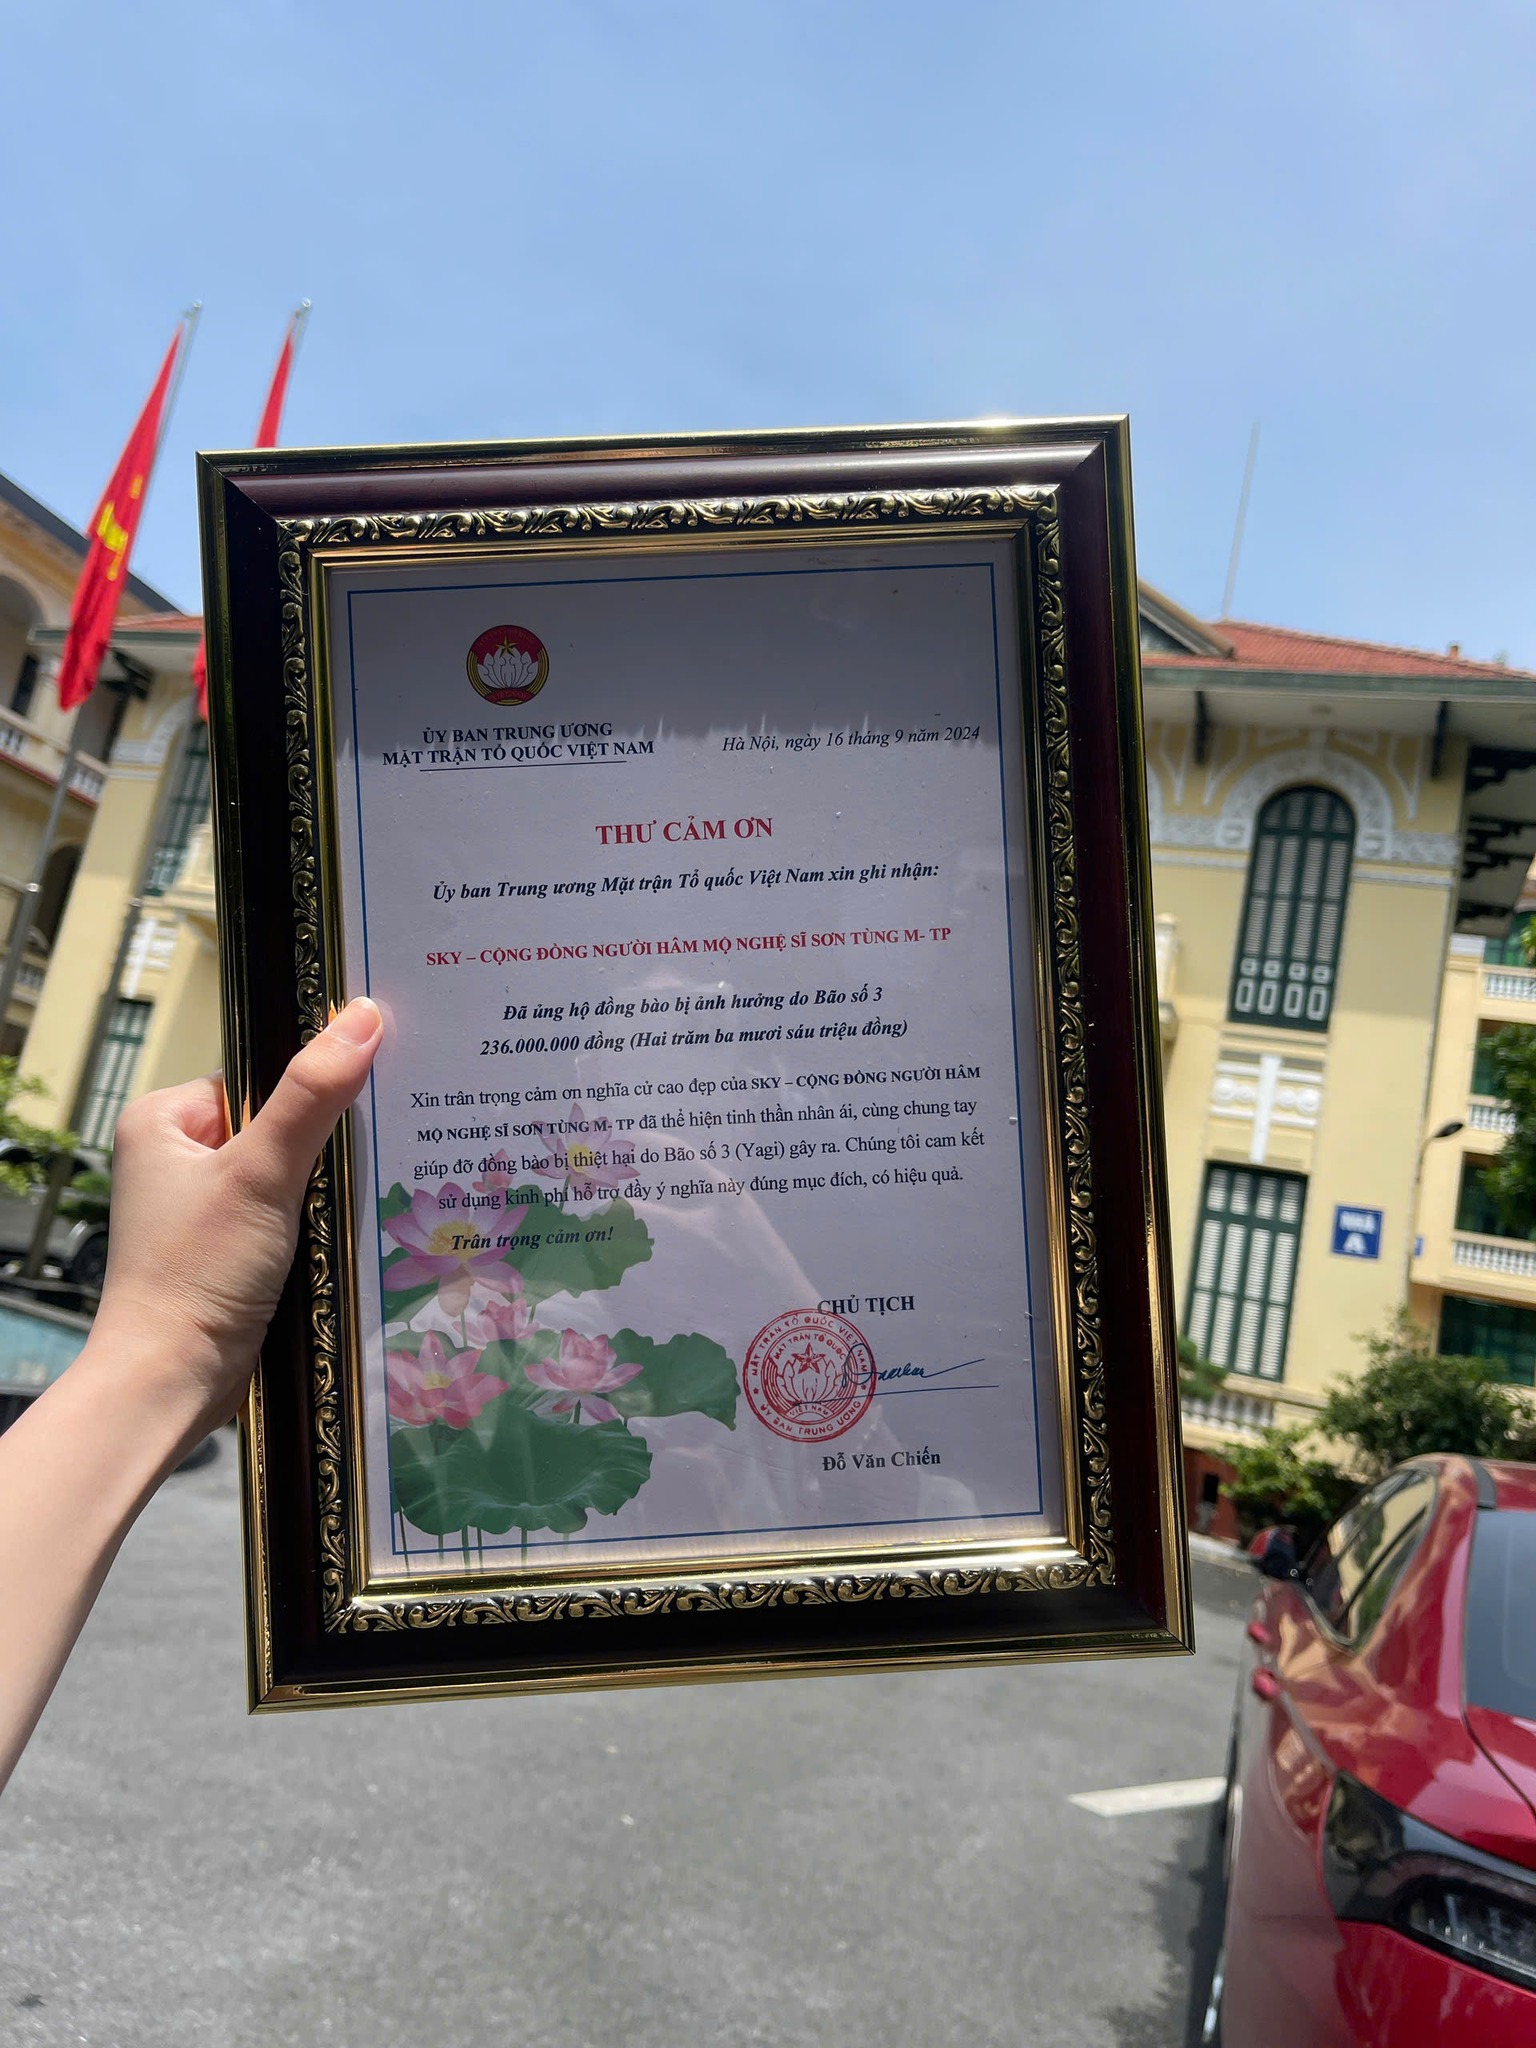 ỦY BAN TRUNG ƯƠNG
MẶT TRẬN TỔ QUỐC VIỆT NAM
Hà Nội, ngày 16 tháng 9 năm 2024
THƯ CẢM ƠN
Ủy ban Trung ương Mặt trận Tổ quốc Việt Nam xin ghi nhận:
SKY – CỘNG ĐỒNG NGƯỜI HÂM MỘ NGHỆ SĨ SƠN TÙNG M- TP
Đã ủng hộ đồng bào bị ảnh hưởng do Bão số 3
236.000.000 đồng (Hai trăm ba mươi sáu triệu đồng)
Xin trân trọng cảm ơn nghĩa cử cao đẹp của SKY – CỘNG ĐỒNG NGƯỜI HÂM
MỘ NGHỆ SĨ SƠN TÙNG M- TP đã thể hiện tinh thần nhân ái, cùng chung tay
giúp đỡ đồng bào bị thiệt hại do Bão số 3 (Yagi) gây ra. Chúng tôi cam kết
sử dụng kinh phí hỗ trợ đầy ý nghĩa này đúng mục đích, có hiệu quả.
Trân trọng cảm ơn!
CHỦ TỊCH
MẶT TRẬN TỔ QUỐC VIỆT NAM
MẶT TRẬN TỔ QUỐC
VIỆT NAM
ỦY BAN TRUNG ƯƠNG
Đỗ Văn Chiến
NHÀ
A